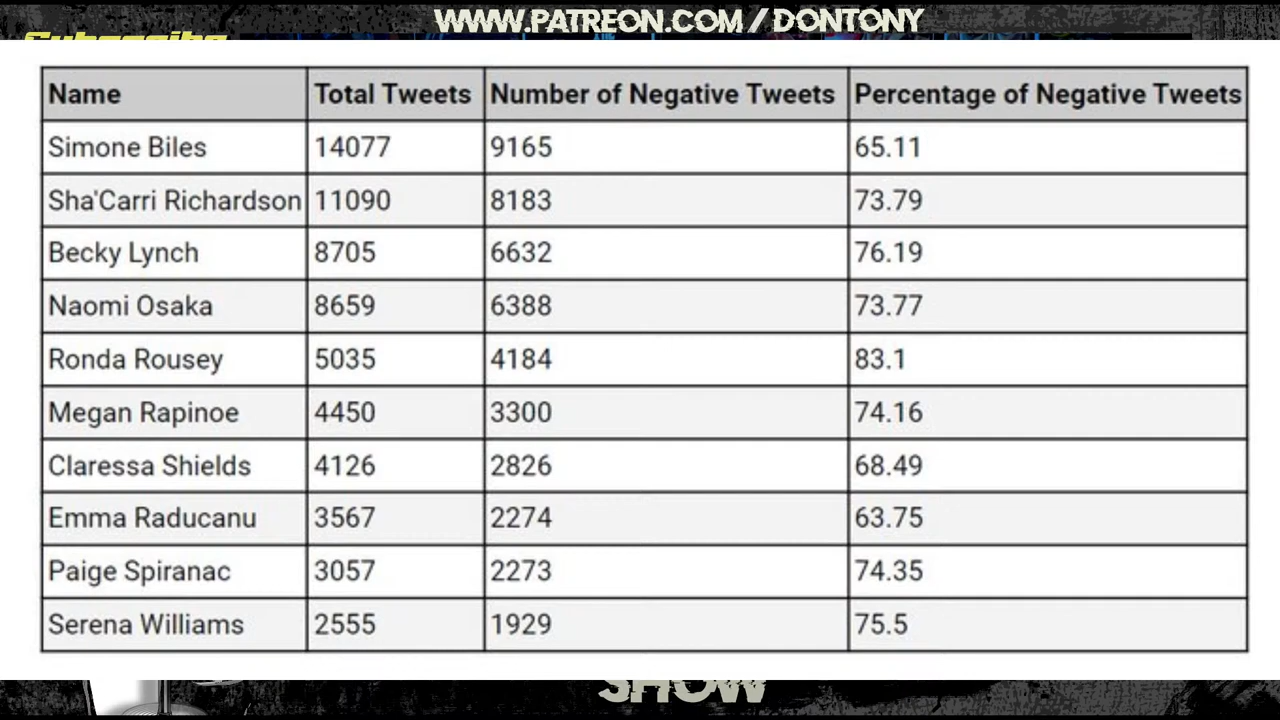 WWW.PATREON.COM/DONTONY
Subscribe
Name Total Tweets Number of Negative Tweets Percentage of Negative Tweets
Simone Biles 14077 9165 65.11
Sha'Carri Richardson 11090 8183 73.79
Becky Lynch 8705 6632 76.19
Naomi Osaka 8659 6388 73.77
Ronda Rousey 5035 4184 83.1
Megan Rapinoe 4450 3300 74.16
Claressa Shields 4126 2826 68.49
Emma Raducanu 3567 2274 63.75
Paige Spiranac 3057 2273 74.35
Serena Williams 2555 1929 75.5
SHOW